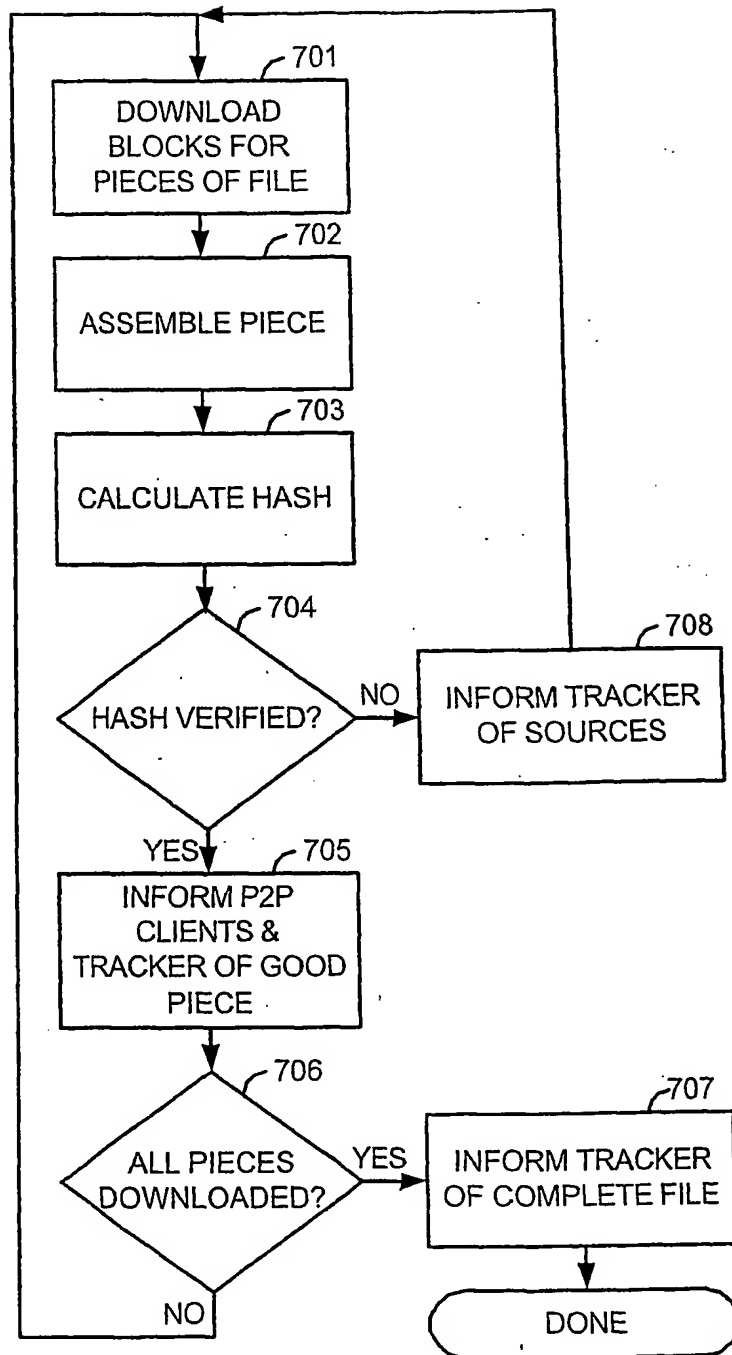 701
DOWNLOAD
BLOCKS FOR
PIECES OF FILE
702
ASSEMBLE PIECE
703
CALCULATE HASH
704
HASH VERIFIED?
NO
708
INFORM TRACKER
OF SOURCES
YES
705
INFORM P2P
CLIENTS &
TRACKER OF GOOD
PIECE
706
ALL PIECES
DOWNLOADED?
YES
707
INFORM TRACKER
OF COMPLETE FILE
NO
DONE